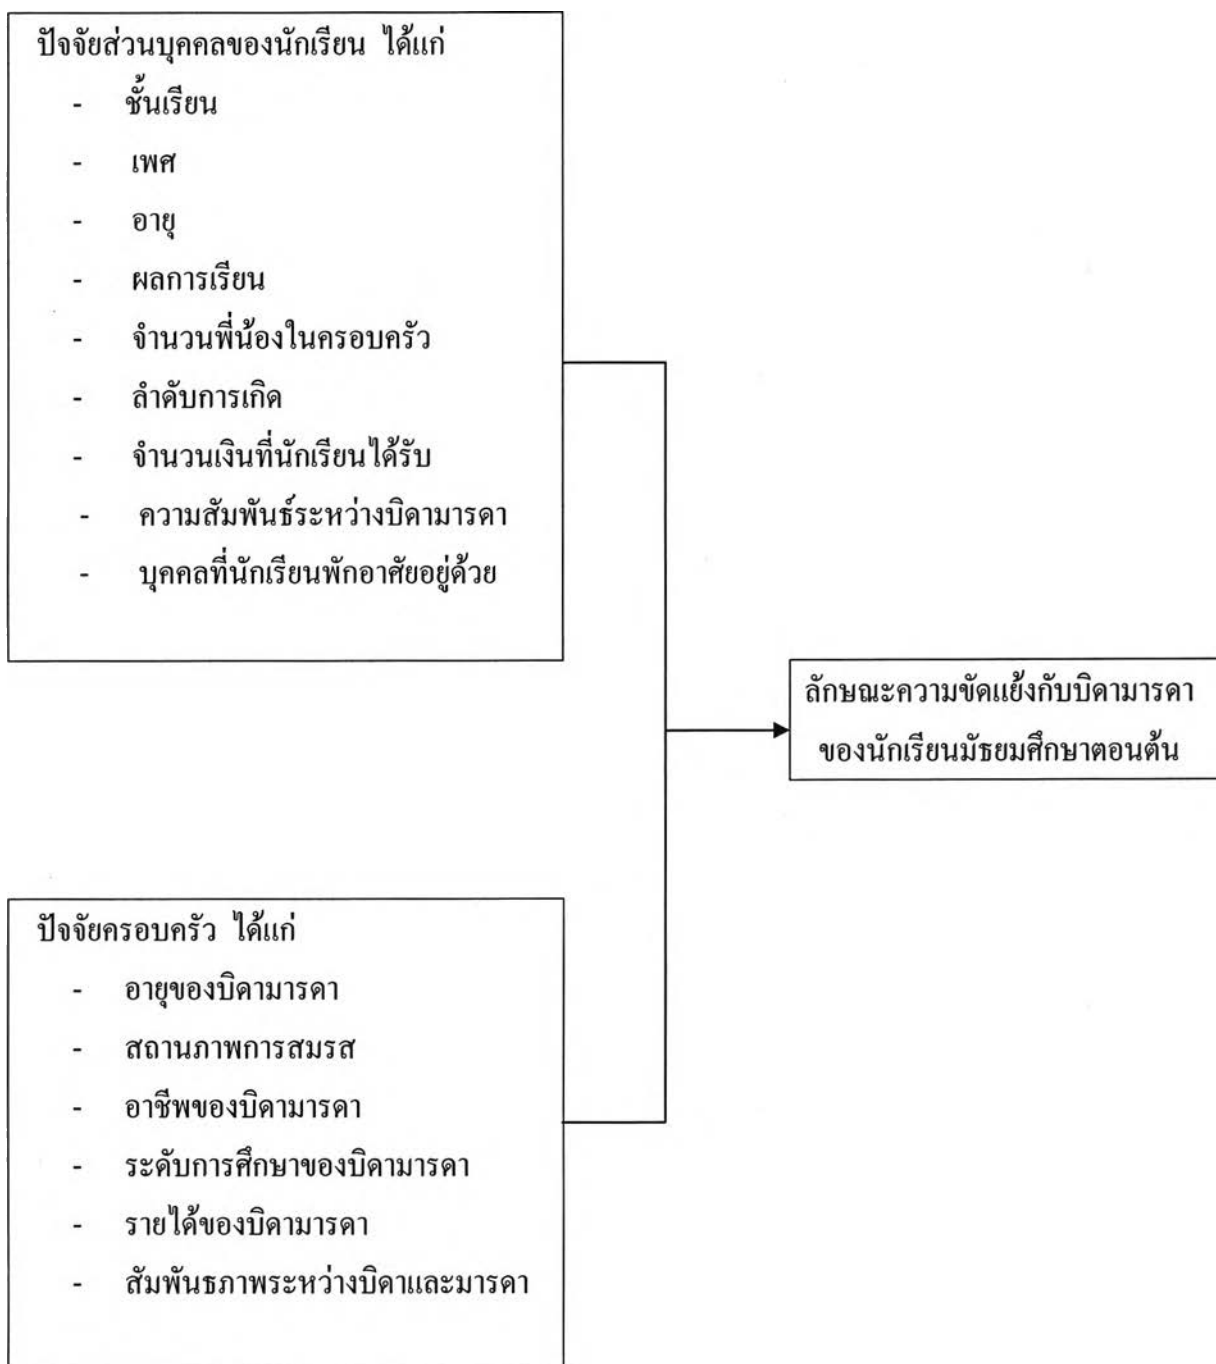 ปัจจัยส่วนบุคคลของนักเรียน ได้แก่
- ชั้นเรียน
- เพศ
- อายุ
- ผลการเรียน
- จำนวนพี่น้องในครอบครัว
- ลำดับการเกิด
- จำนวนเงินที่นักเรียนได้รับ
- ความสัมพันธ์ระหว่างบิดามารดา
- บุคคลที่นักเรียนพักอาศัยอยู่ด้วย
ลักษณะความขัดแย้งกับบิดามารดา
ของนักเรียนมัธยมศึกษาตอนต้น
ปัจจัยครอบครัว ได้แก่
- อายุของบิดามารดา
- สถานภาพการสมรส
- อาชีพของบิดามารดา
- ระดับการศึกษาของบิดามารดา
- รายได้ของบิดามารดา
- สัมพันธภาพระหว่างบิดาและมารดา